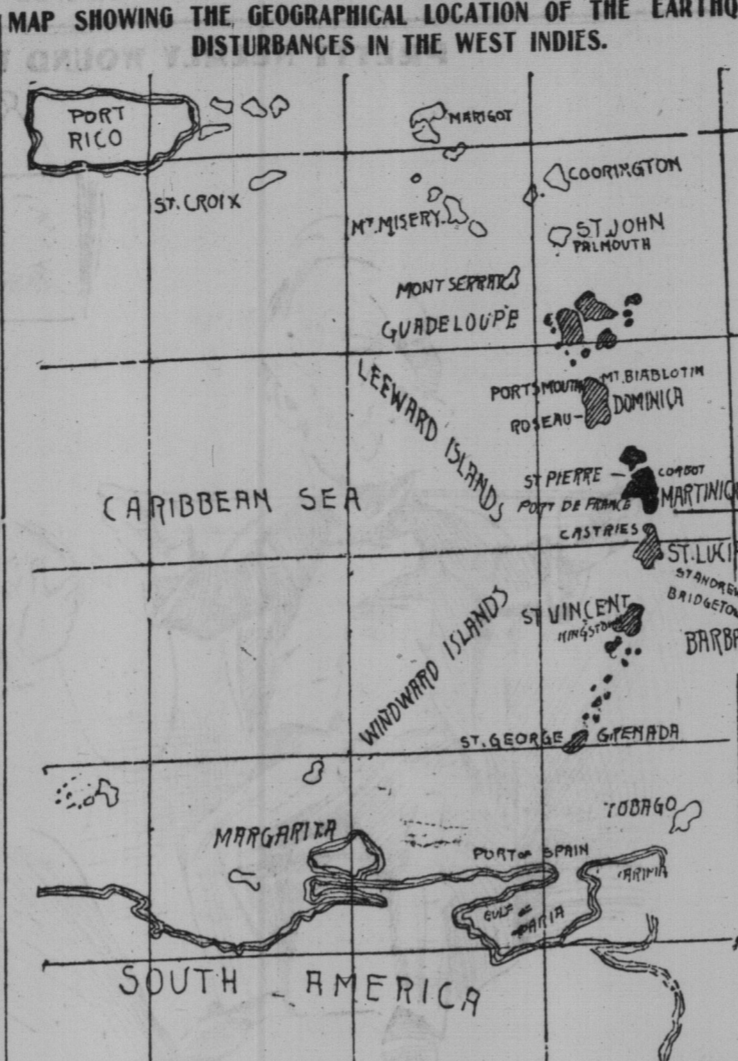 MAP SHOWING THE GEOGRAPHICAL LOCATION OF THE EARTHQ
DISTURBANCES IN THE WEST INDIES.
PORT
RICO
MARIGOT
COORINGTON
ST. CROIX
MT. MISERY
ST. JOHN
PALMOUTH
MONTSERRAT
GUADELOUPE
LEEWARD ISLANDS
PORTSMOUTH
MT. BIABLOTIN
ROSEAU
DOMINICA
CARIBBEAN SEA
ST PIERRE
CORBOT
PORT DE FRANCE
MARTINIQ
CASTRIES
ST. LUCI
ST ANDREW
BRIDGETOW
ST VINCENT
KINGSTON
BARBA
WINDWARD ISLANDS
ST. GEORGE
GRENADA
TOBAGO
MARGARITA
PORT OF SPAIN
ARIMA
GULF OF
PARIA
SOUTH AMERICA